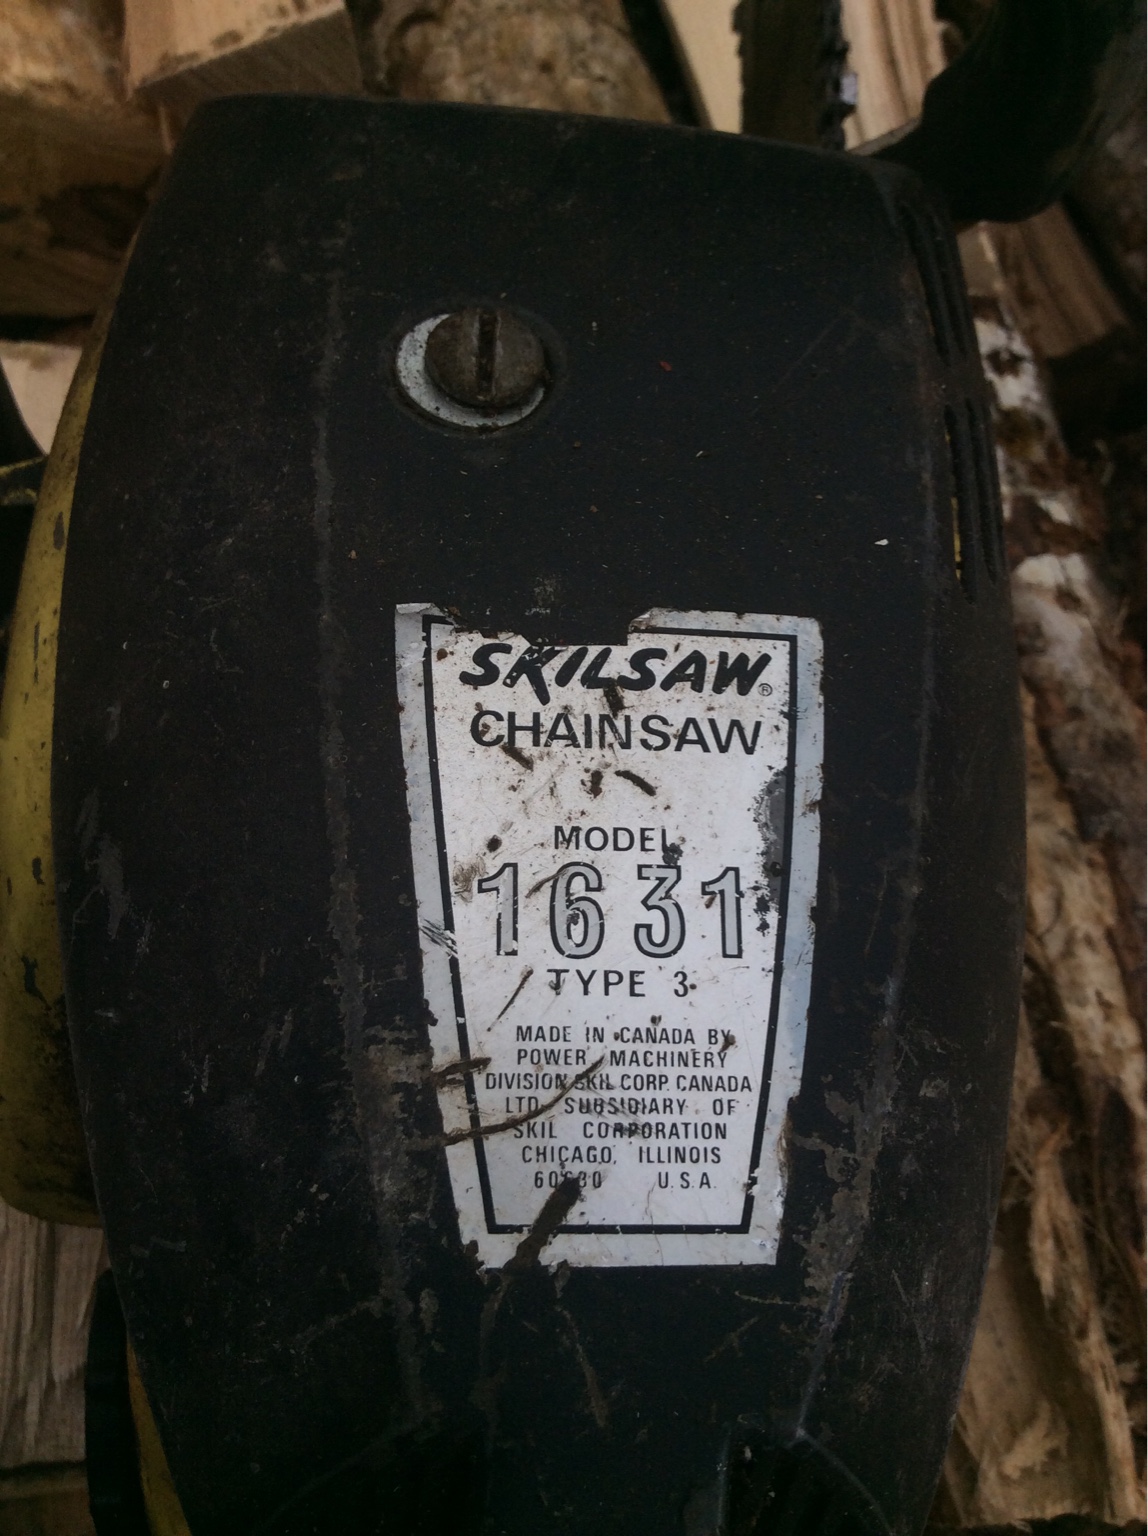 SKILSAW®
CHAINSAW
MODEL
1631
TYPE 3
MADE IN CANADA BY
POWER MACHINERY
DIVISION SKIL CORP. CANADA
LTD. SUBSIDIARY OF
SKIL CORPORATION
CHICAGO, ILLINOIS
U.S.A.